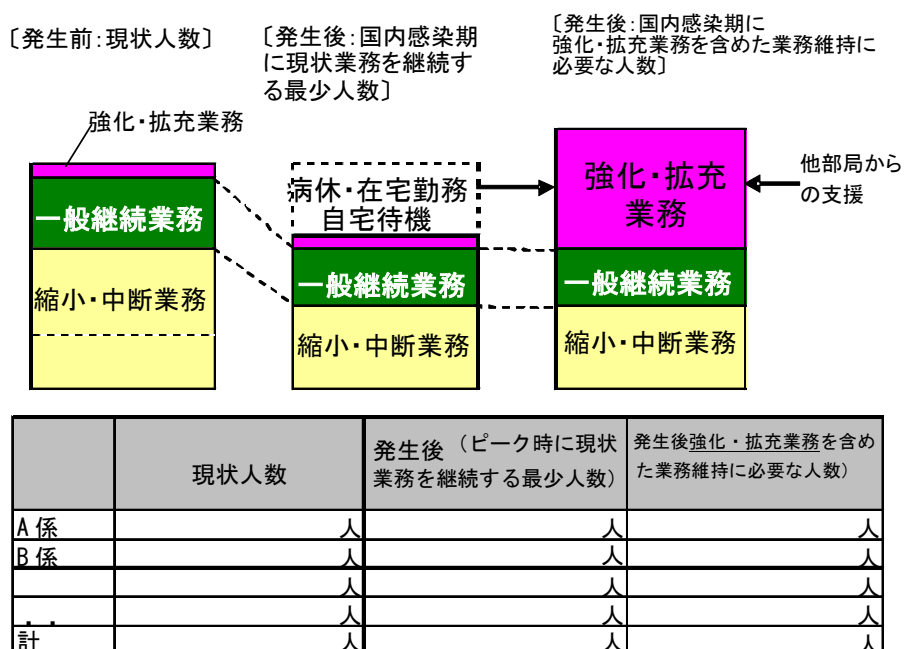 〔発生前:現状人数〕
〔発生後:国内感染期
に現状業務を継続す
る最少人数〕
〔発生後:国内感染期に
強化・拡充業務を含めた業務維持に
必要な人数〕
強化・拡充業務
一般継続業務
縮小・中断業務
病休・在宅勤務
自宅待機
一般継続業務
縮小・中断業務
強化・拡充
業務
一般継続業務
縮小・中断業務
他部局から
の支援
現状人数
発生後（ピーク時に現状
業務を継続する最少人数)
発生後強化・拡充業務を含め
た業務維持に必要な人数)
A係 人 人 人
B係 人 人 人
人 人 人
．． 人 人 人
計 人 人 人